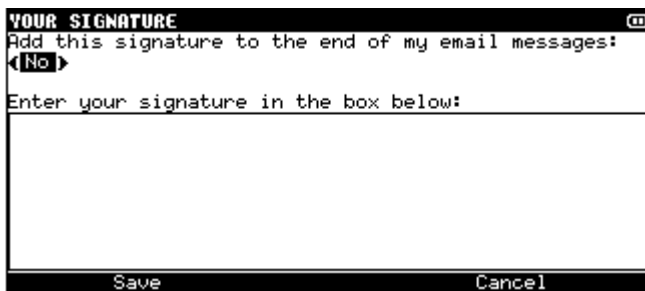 YOUR SIGNATURE
Add this signature to the end of my email messages:
No
Enter your signature in the box below:
Save Cancel